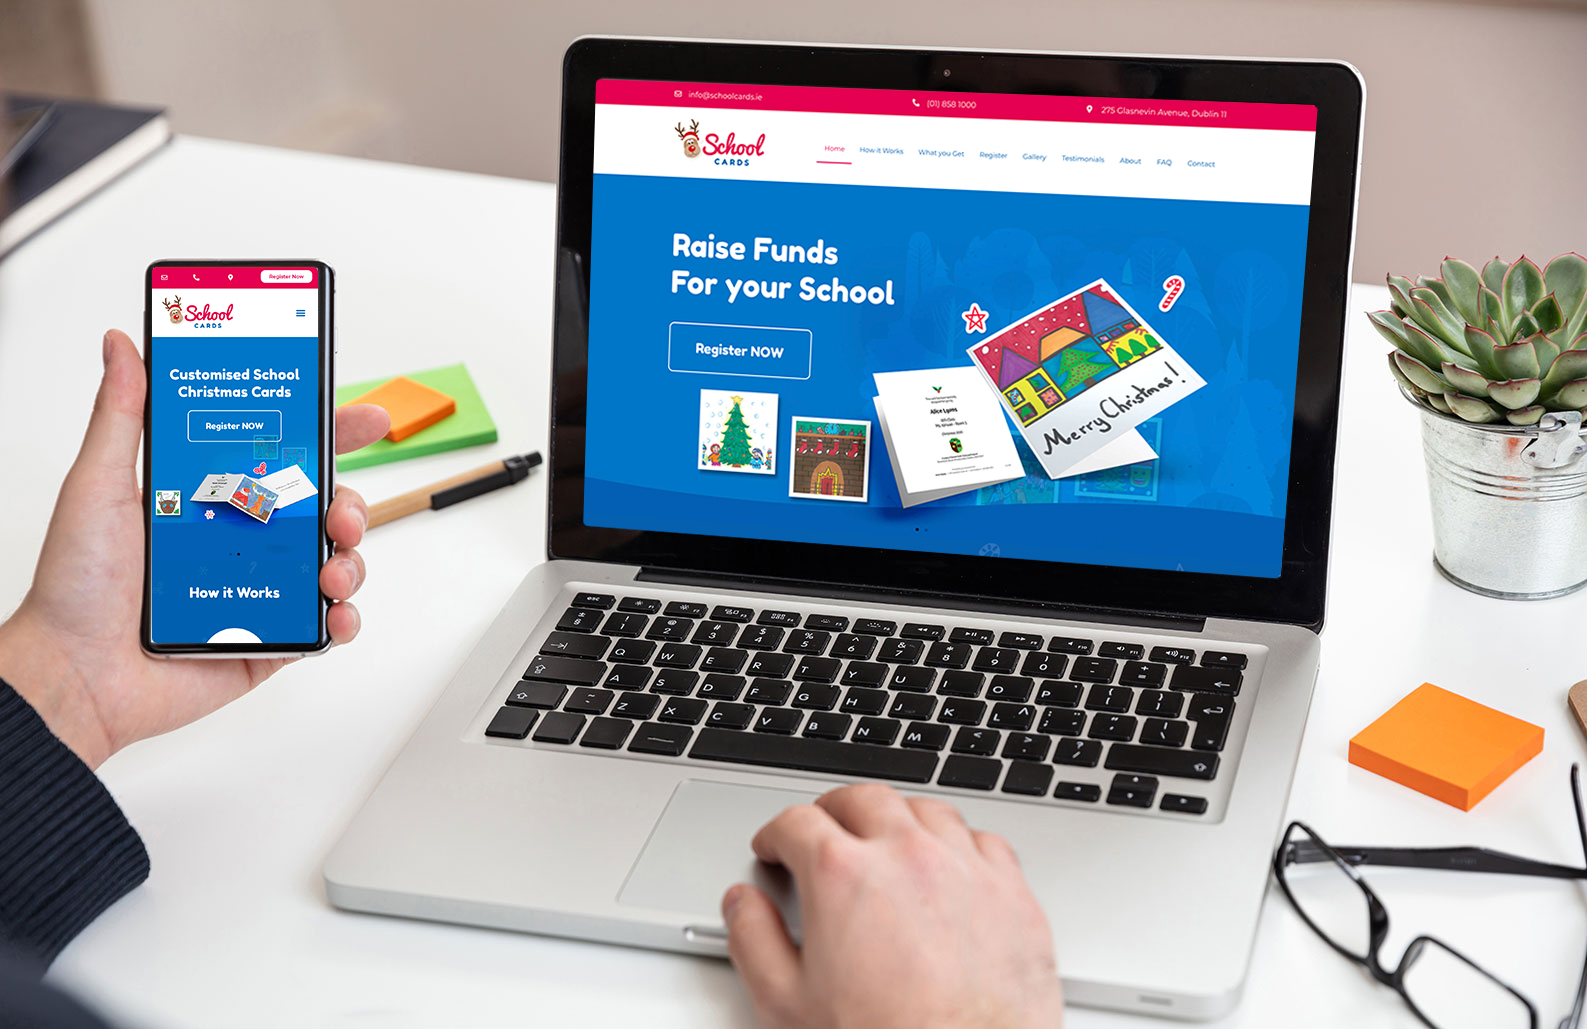 info@schoolcards.ie
(01) 858 1000
275 Glasnevin Avenue, Dublin 11
School
CARDS
Home
How it Works
What you Get
Register
Gallery
Testimonials
About
FAQ
Contact
Raise Funds
For your School
Register NOW
Alice Lyons
Merry Christmas!
Register Now
School
CARDS
Customised School
Christmas Cards
Register NOW
How it Works
esc
Q W E R T Y U I O P
A S D F G H J K L
Z X C V B N M